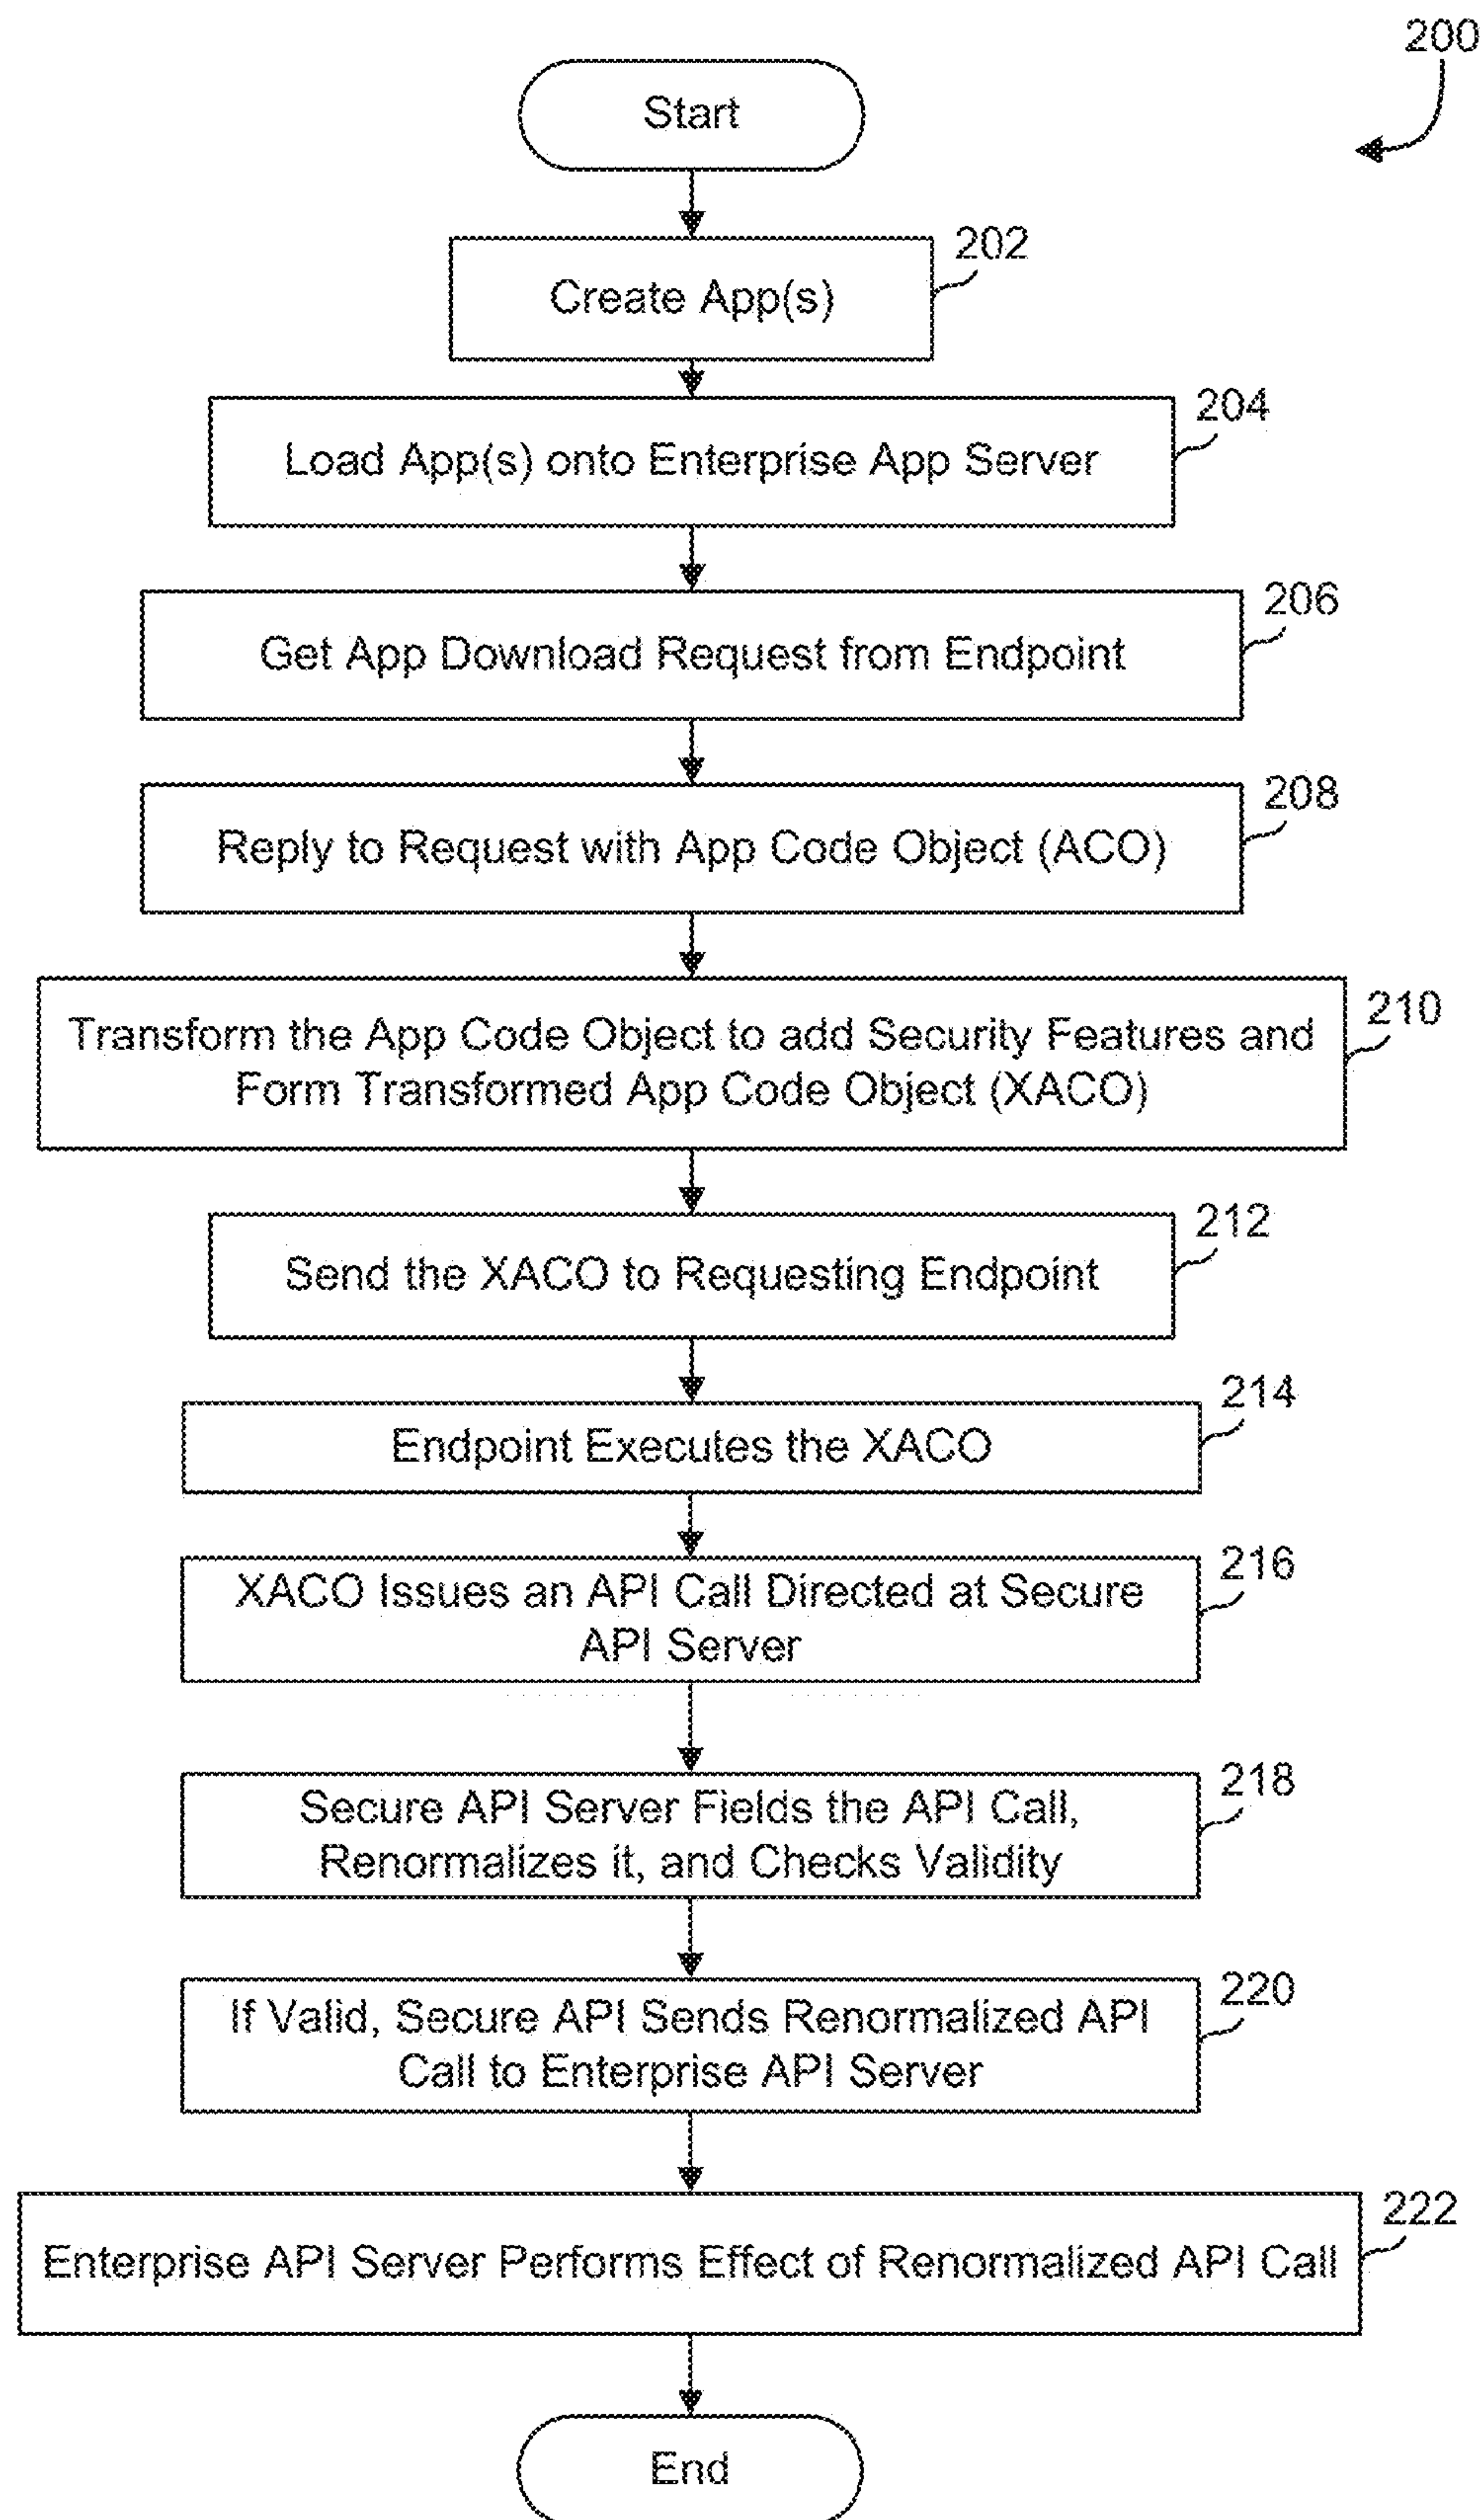 200
Start
202
Create App(s)
204
Load App(s) onto Enterprise App Server
206
Get App Download Request from Endpoint
208
Reply to Request with App Code Object (ACO)
210
Transform the App Code Object to add Security Features and
Form Transformed App Code Object (XACO)
212
Send the XACO to Requesting Endpoint
214
Endpoint Executes the XACO
216
XACO Issues an API Call Directed at Secure
API Server
218
Secure API Server Fields the API Call,
Renormalizes it, and Checks Validity
220
If Valid, Secure API Sends Renormalized API
Call to Enterprise API Server
222
Enterprise API Server Performs Effect of Renormalized API Call
End